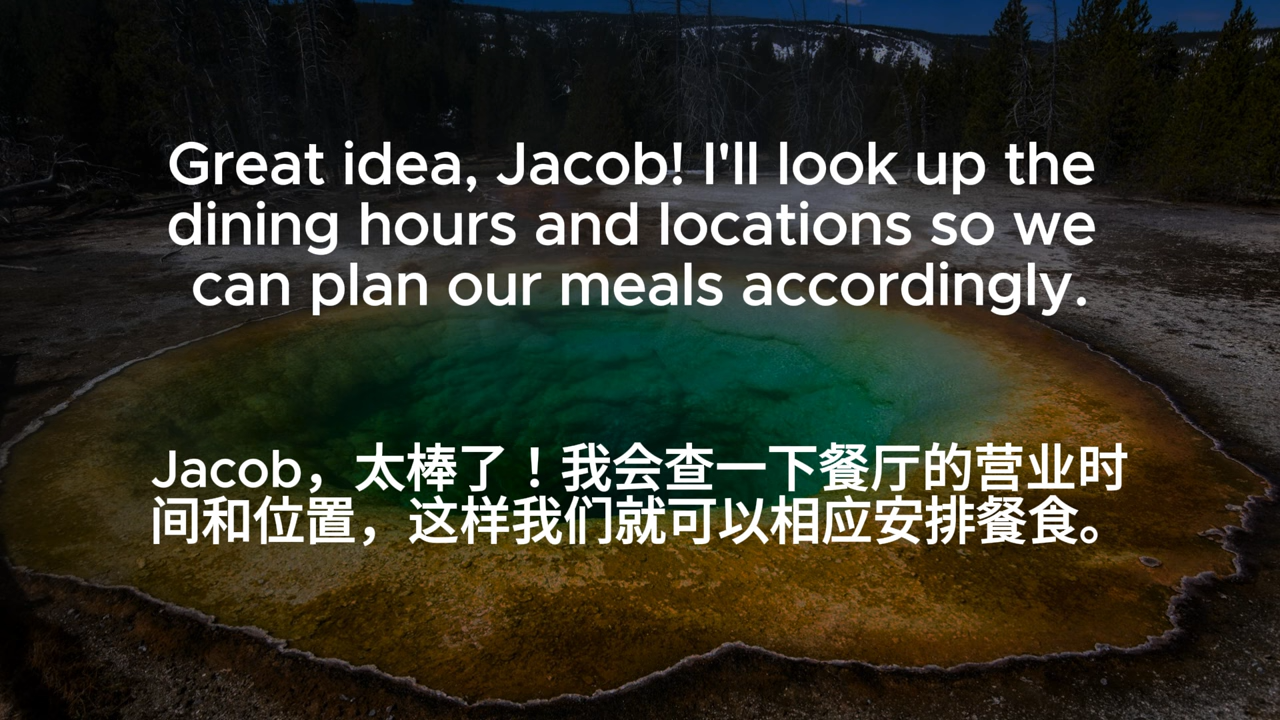 Great idea, Jacob! I'll look up the
dining hours and locations so we
can plan our meals accordingly.
Jacob，太棒了！我会查一下餐厅的营业时
间和位置，这样我们就可以相应安排餐食。